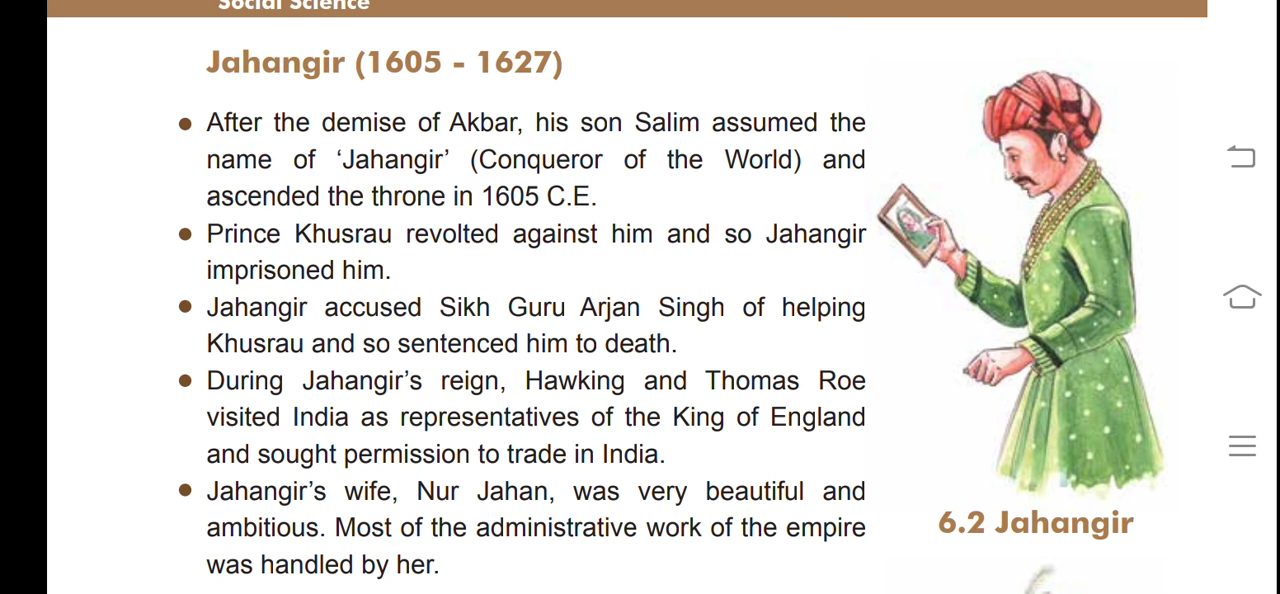 Social Science
Jahangir (1605 - 1627)
• After the demise of Akbar, his son Salim assumed the
name of ‘Jahangir’ (Conqueror of the World) and
ascended the throne in 1605 C.E.
• Prince Khusrau revolted against him and so Jahangir
imprisoned him.
• Jahangir accused Sikh Guru Arjan Singh of helping
Khusrau and so sentenced him to death.
• During Jahangir’s reign, Hawking and Thomas Roe
visited India as representatives of the King of England
and sought permission to trade in India.
• Jahangir’s wife, Nur Jahan, was very beautiful and
ambitious. Most of the administrative work of the empire
was handled by her.
6.2 Jahangir